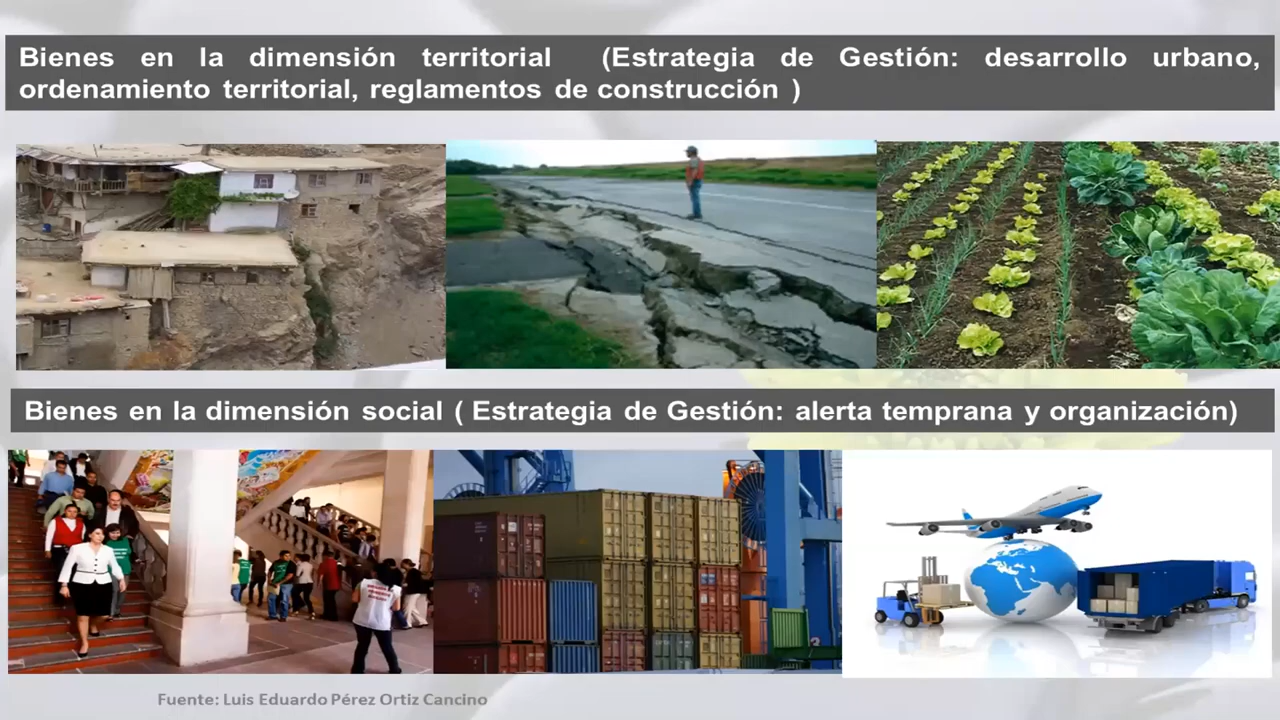 Bienes en la dimensión territorial (Estrategia de Gestión: desarrollo urbano,
ordenamiento territorial, reglamentos de construcción )
Bienes en la dimensión social ( Estrategia de Gestión: alerta temprana y organización)
Fuente: Luis Eduardo Pérez Ortiz Cancino